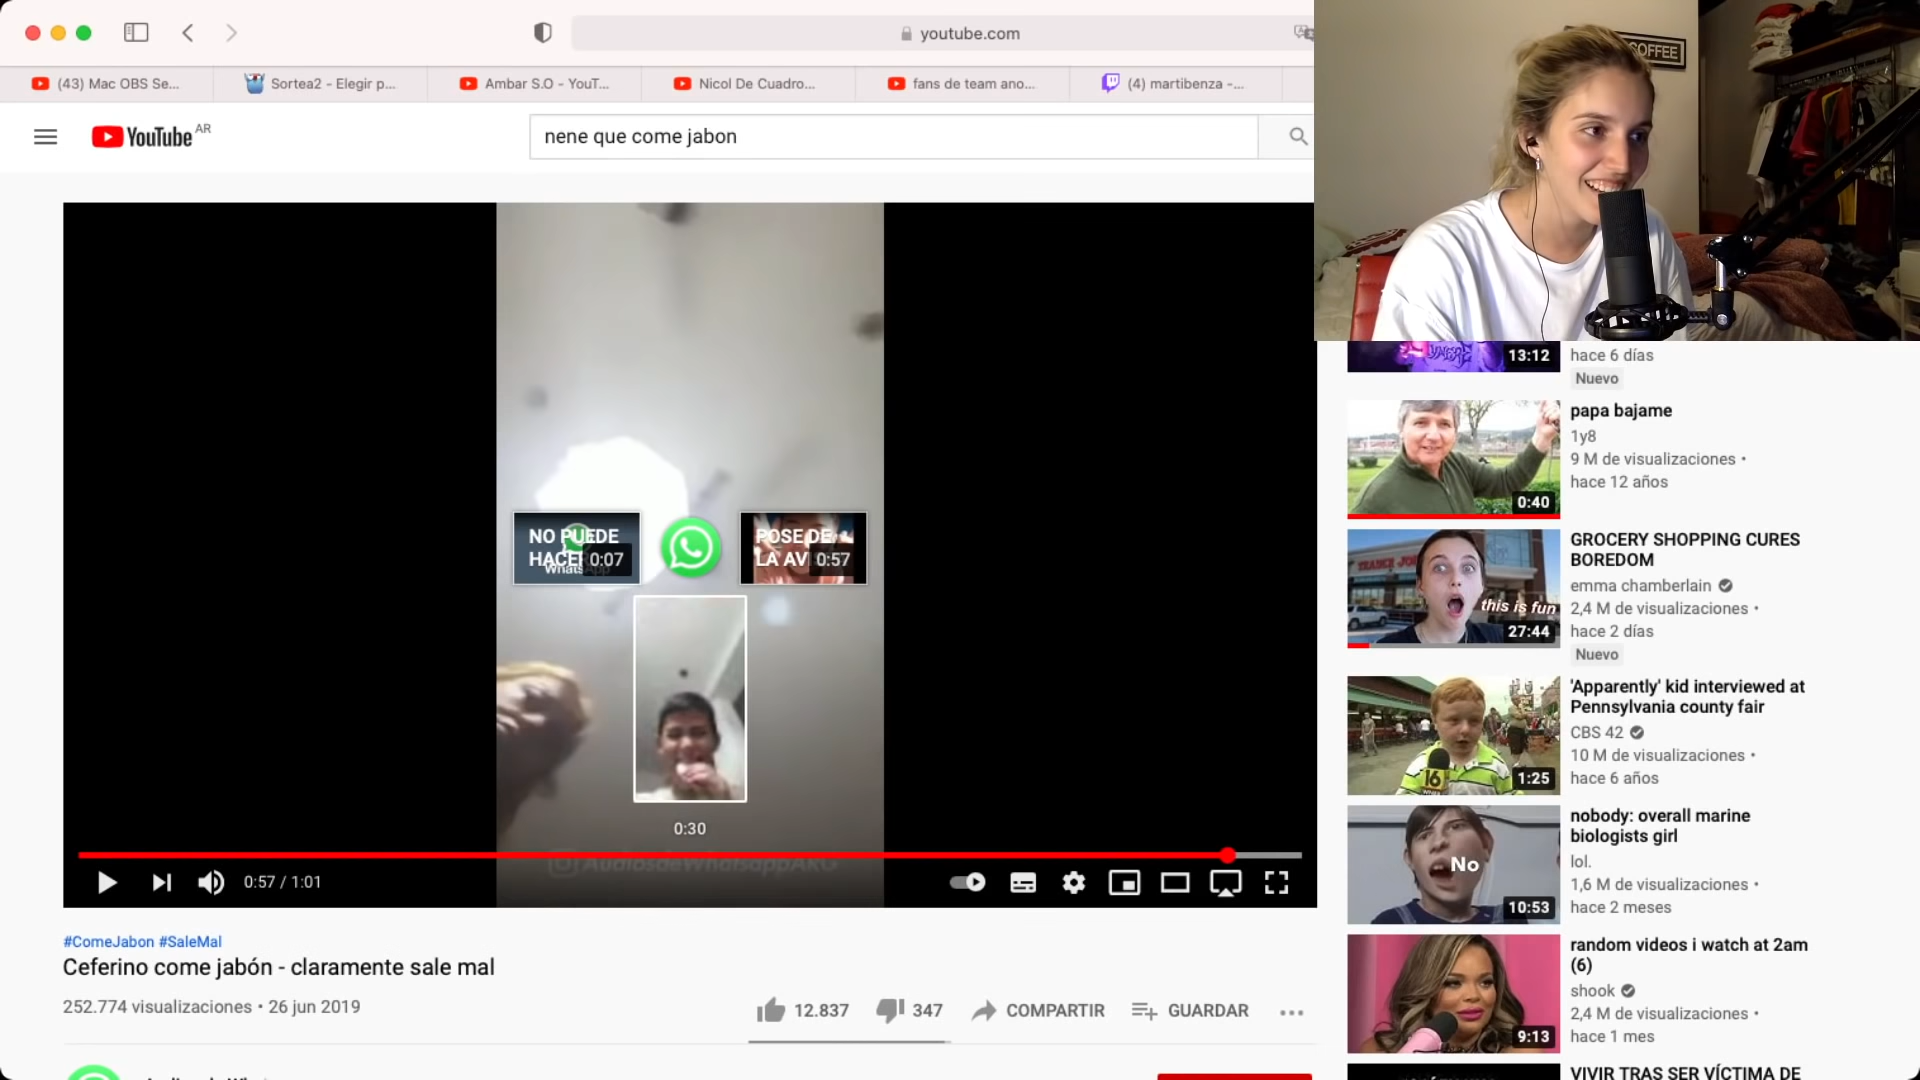 youtube.com
(43) Mac OBS Se...
Sortea2 - Elegir p...
Ambar S.O - YouT...
Nicol De Cuadro...
fans de team ano...
(4) martibenza -...
YouTube AR
nene que come jabon
COFFEE
NO PUEDE
HACER 0:07
WhatsApp
POSE DE
LA AV 0:57
0:30
AudiosdeWhatsappARG
0:57 / 1:01
#ComeJabon #SaleMal
Ceferino come jabón - claramente sale mal
252.774 visualizaciones • 26 jun 2019
12.837
347
COMPARTIR
GUARDAR
13:12
hace 6 días
Nuevo
0:40
papa bajame
1y8
9 M de visualizaciones •
hace 12 años
this is fun
27:44
GROCERY SHOPPING CURES
BOREDOM
emma chamberlain
2,4 M de visualizaciones •
hace 2 días
Nuevo
16
1:25
'Apparently' kid interviewed at
Pennsylvania county fair
CBS 42
10 M de visualizaciones •
hace 6 años
No
10:53
nobody: overall marine
biologists girl
lol.
1,6 M de visualizaciones •
hace 2 meses
9:13
random videos i watch at 2am
(6)
shook
2,4 M de visualizaciones •
hace 1 mes
VIVIR TRAS SER VÍCTIMA DE